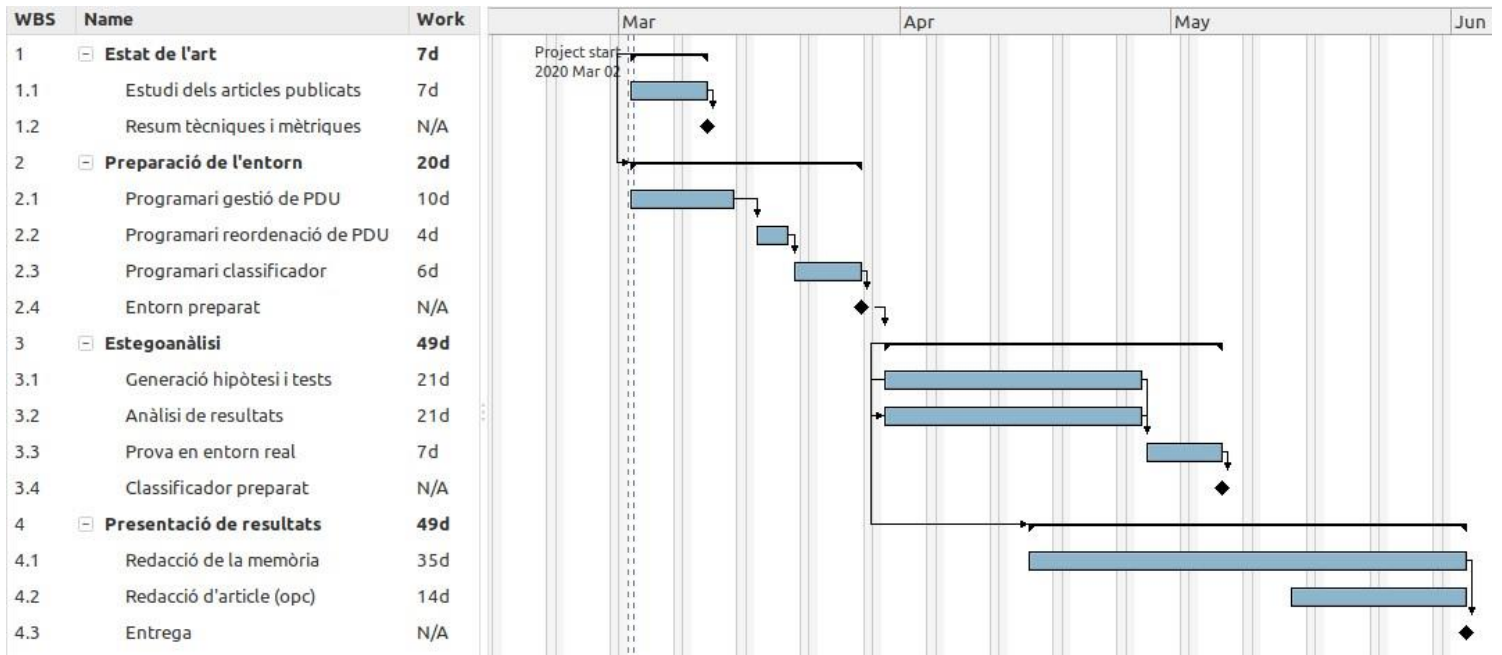 WBS Name Work Mar Apr May Jun
1 Estat de l'art 7d Project start
2020 Mar 02
1.1 Estudi dels articles publicats 7d
1.2 Resum tècniques i mètriques N/A
2 Preparació de l'entorn 20d
2.1 Programari gestió de PDU 10d
2.2 Programari reordenació de PDU 4d
2.3 Programari classificador 6d
2.4 Entorn preparat N/A
3 Estegoanàlisi 49d
3.1 Generació hipòtesi i tests 21d
3.2 Anàlisi de resultats 21d
3.3 Prova en entorn real 7d
3.4 Classificador preparat N/A
4 Presentació de resultats 49d
4.1 Redacció de la memòria 35d
4.2 Redacció d'article (opc) 14d
4.3 Entrega N/A